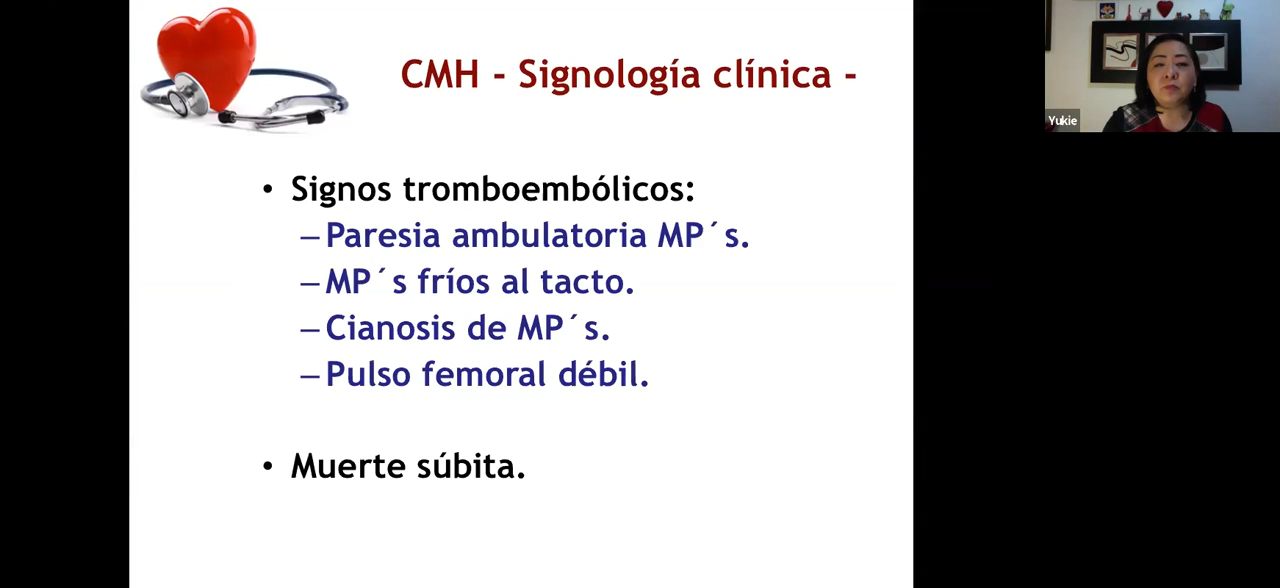 CMH - Signología clínica -
Yukie
• Signos tromboembólicos:
– Paresia ambulatoria MP´s.
– MP´s fríos al tacto.
– Cianosis de MP´s.
– Pulso femoral débil.
• Muerte súbita.